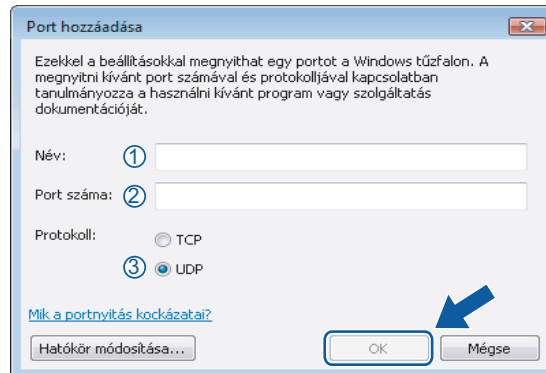 Port hozzáadása
Ezekkel a beállításokkal megnyithat egy portot a Windows tűzfalon. A
megnyitni kívánt port számával és protokolljával kapcsolatban
tanulmányozza a használni kívánt program vagy szolgáltatás
dokumentációját.
Név: ①
Port száma: ②
Protokoll: TCP
③ UDP
Mik a portnyitás kockázatai?
Hatókör módosítása... OK Mégse